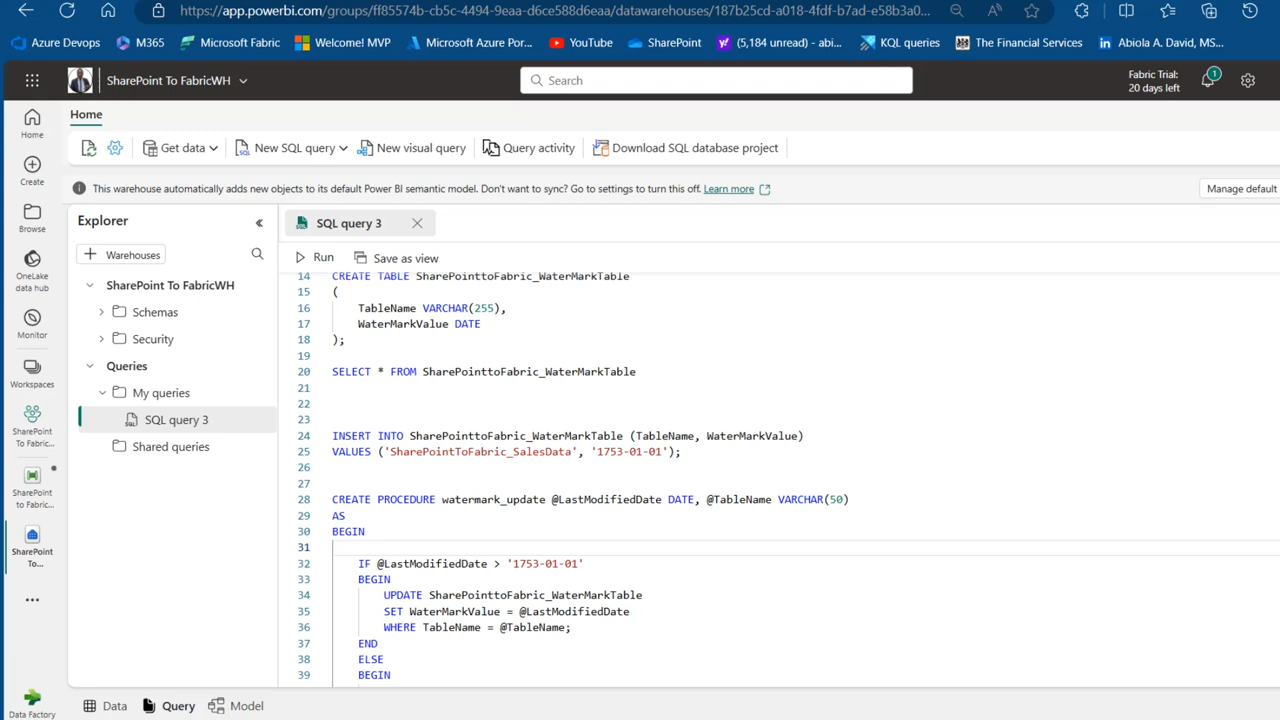 https://app.powerbi.com/groups/ff85574b-cb5c-4494-9eaa-d6ce588d6eaa/datawarehouses/187b25cd-a018-4fdf-b7ad-e58b3a0...
Azure Devops
M365
Microsoft Fabric
Welcome! MVP
Microsoft Azure Por...
YouTube
SharePoint
(5,184 unread) - abi...
KQL queries
The Financial Services
Abiola A. David, MS...
SharePoint To FabricWH
Search
Fabric Trial:
20 days left
1
Home
Get data
New SQL query
New visual query
Query activity
Download SQL database project
This warehouse automatically adds new objects to its default Power BI semantic model. Don't want to sync? Go to settings to turn this off. Learn more
Manage default
Home
Create
Browse
OneLake
data hub
Monitor
Workspaces
SharePoint
To Fabric...
SharePoint
to Fabric...
SharePoint
To...
Data Factory
Explorer
Warehouses
SharePoint To FabricWH
Schemas
Security
Queries
My queries
SQL query 3
Shared queries
SQL query 3
Run
Save as view
14 CREATE TABLE SharePointtoFabric_WaterMarkTable
15 (
16 TableName VARCHAR(255),
17 WaterMarkValue DATE
18 );
19
20 SELECT * FROM SharePointtoFabric_WaterMarkTable
21
22
23
24 INSERT INTO SharePointtoFabric_WaterMarkTable (TableName, WaterMarkValue)
25 VALUES ('SharePointToFabric_SalesData', '1753-01-01');
26
27
28 CREATE PROCEDURE watermark_update @LastModifiedDate DATE, @TableName VARCHAR(50)
29 AS
30 BEGIN
31
32 IF @LastModifiedDate > '1753-01-01'
33 BEGIN
34 UPDATE SharePointtoFabric_WaterMarkTable
35 SET WaterMarkValue = @LastModifiedDate
36 WHERE TableName = @TableName;
37 END
38 ELSE
39 BEGIN
Data
Query
Model